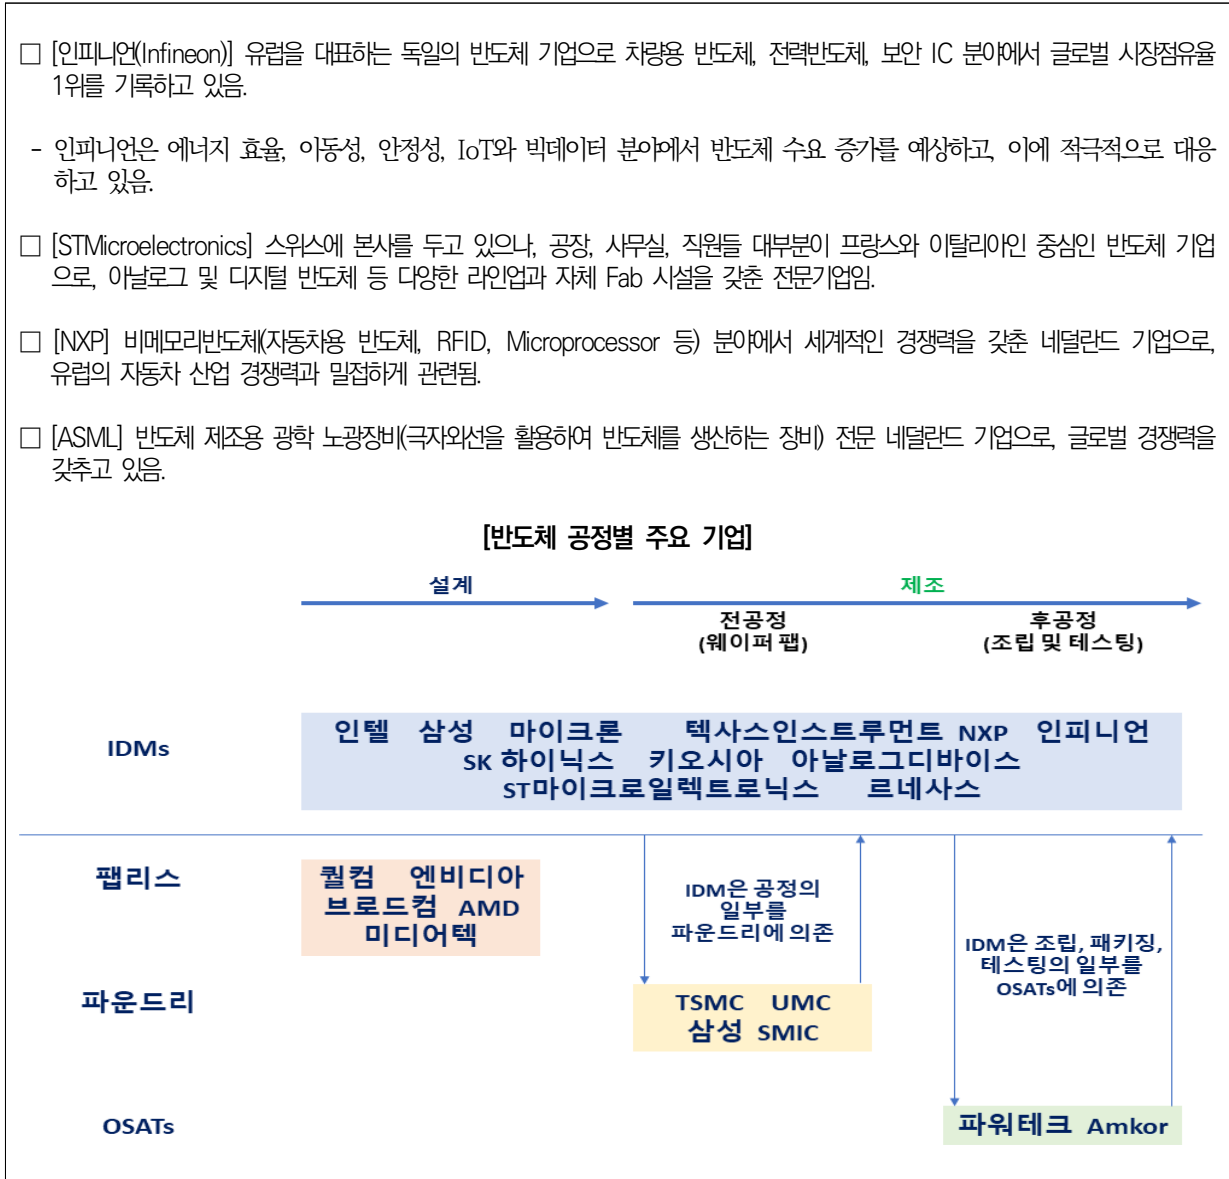 □ [인피니언(Infineon)] 유럽을 대표하는 독일의 반도체 기업으로 차량용 반도체, 전력반도체, 보안 IC 분야에서 글로벌 시장점유율
1위를 기록하고 있음.
- 인피니언은 에너지 효율, 이동성, 안정성, IoT와 빅데이터 분야에서 반도체 수요 증가를 예상하고, 이에 적극적으로 대응
하고 있음.
□ [STMicroelectronics] 스위스에 본사를 두고 있으나, 공장, 사무실, 직원들 대부분이 프랑스와 이탈리아인 중심인 반도체 기업
으로, 아날로그 및 디지털 반도체 등 다양한 라인업과 자체 Fab 시설을 갖춘 전문기업임.
□ [NXP] 비메모리반도체(자동차용 반도체, RFID, Microprocessor 등) 분야에서 세계적인 경쟁력을 갖춘 네덜란드 기업으로,
유럽의 자동차 산업 경쟁력과 밀접하게 관련됨.
□ [ASML] 반도체 제조용 광학 노광장비(극자외선을 활용하여 반도체를 생산하는 장비) 전문 네덜란드 기업으로, 글로벌 경쟁력을
갖추고 있음.
[반도체 공정별 주요 기업]
설계 제조
전공정 후공정
(웨이퍼 팹) (조립 및 테스팅)
IDMs
인텔 삼성 마이크론 텍사스인스트루먼트 NXP 인피니언
SK 하이닉스 키오시아 아날로그디바이스
ST마이크로일렉트로닉스 르네사스
팹리스
퀄컴 엔비디아
브로드컴 AMD
미디어텍
IDM은 공정의
일부를
파운드리에 의존
IDM은 조립, 패키징,
테스팅의 일부를
OSATs에 의존
파운드리
TSMC UMC
삼성 SMIC
OSATs
파워테크 Amkor